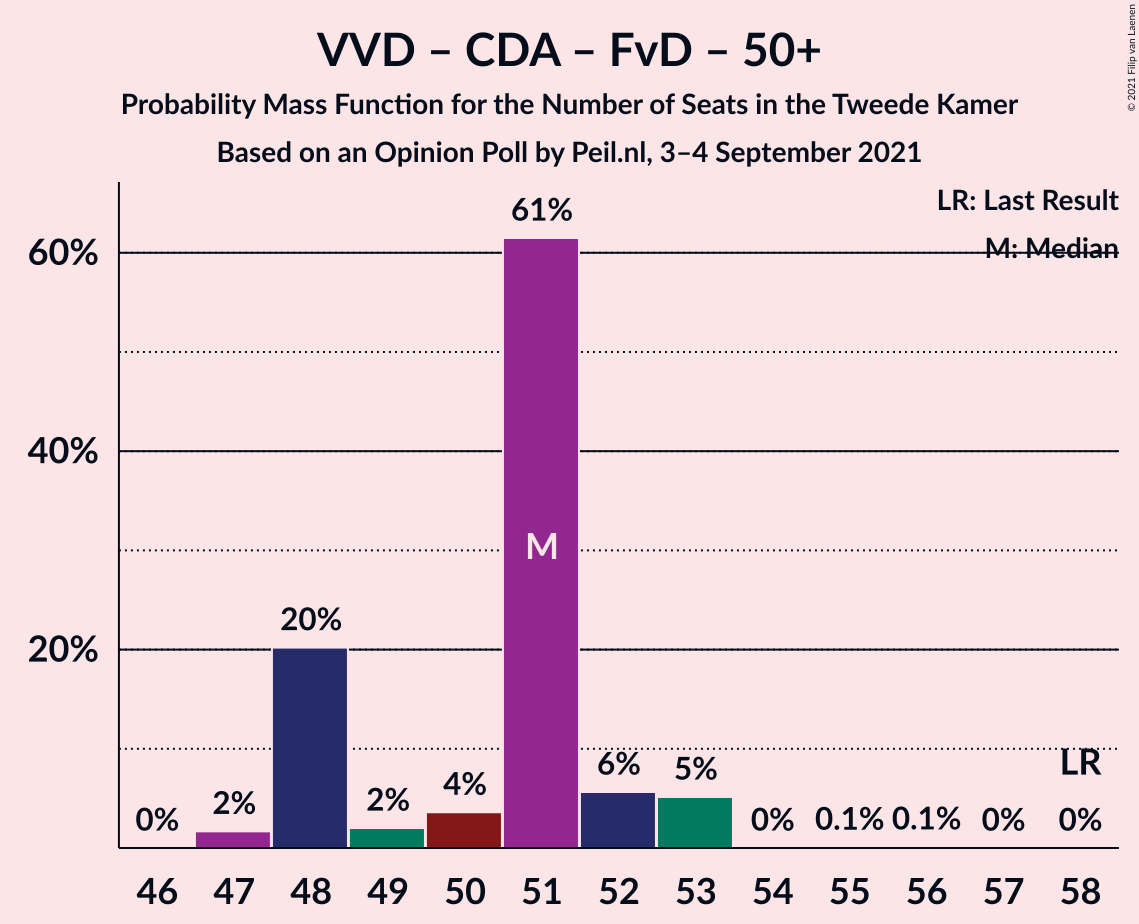 VVD – CDA – FvD – 50+
Probability Mass Function for the Number of Seats in the Tweede Kamer
Based on an Opinion Poll by Peil.nl, 3–4 September 2021
© 2021 Filip van Laenen
LR: Last Result
M: Median
60%
40%
20%
0%
2%
20%
2%
4%
61%
M
6%
5%
0%
0.1%
0.1%
0%
LR
0%
46 47 48 49 50 51 52 53 54 55 56 57 58